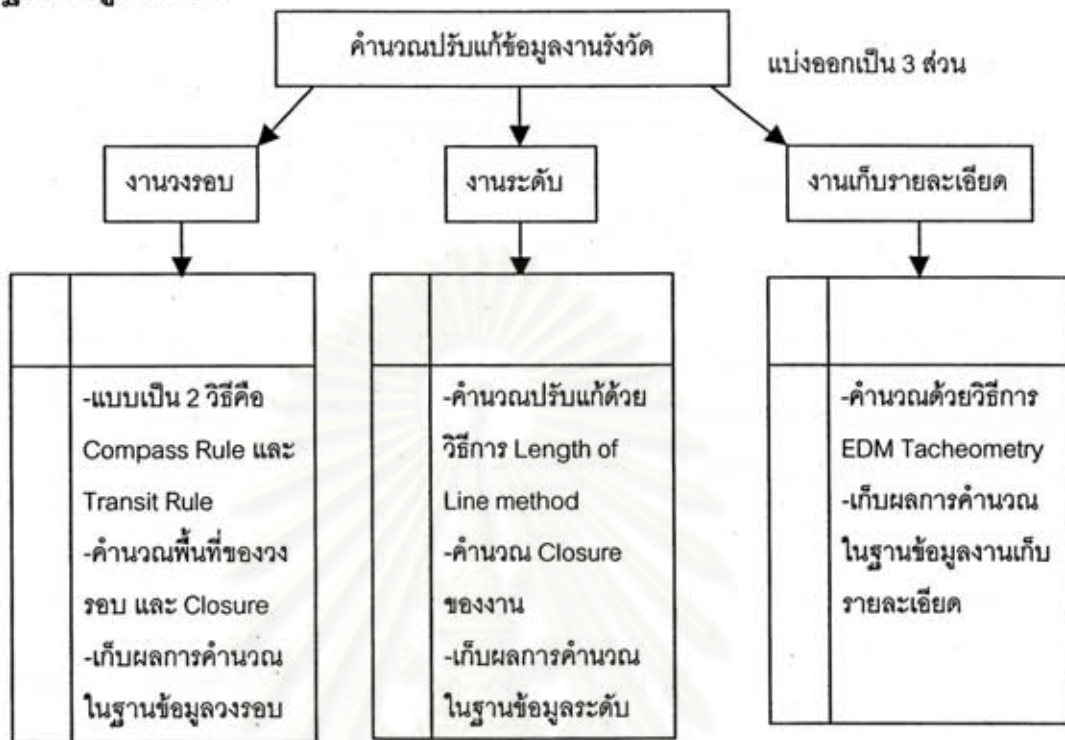 คำนวณปรับแก้ข้อมูลงานรังวัด
แบ่งออกเป็น 3 ส่วน
งานวงรอบ
งานระดับ
งานเก็บรายละเอียด
-แบบเป็น 2 วิธีคือ
Compass Rule และ
Transit Rule
-คำนวณพื้นที่ของวง
รอบ และ Closure
-เก็บผลการคำนวณ
ในฐานข้อมูลวงรอบ
-คำนวณปรับแก้ด้วย
วิธีการ Length of
Line method
-คำนวณ Closure
ของงาน
-เก็บผลการคำนวณ
ในฐานข้อมูลระดับ
-คำนวณด้วยวิธีการ
EDM Tacheometry
-เก็บผลการคำนวณ
ในฐานข้อมูลงานเก็บ
รายละเอียด